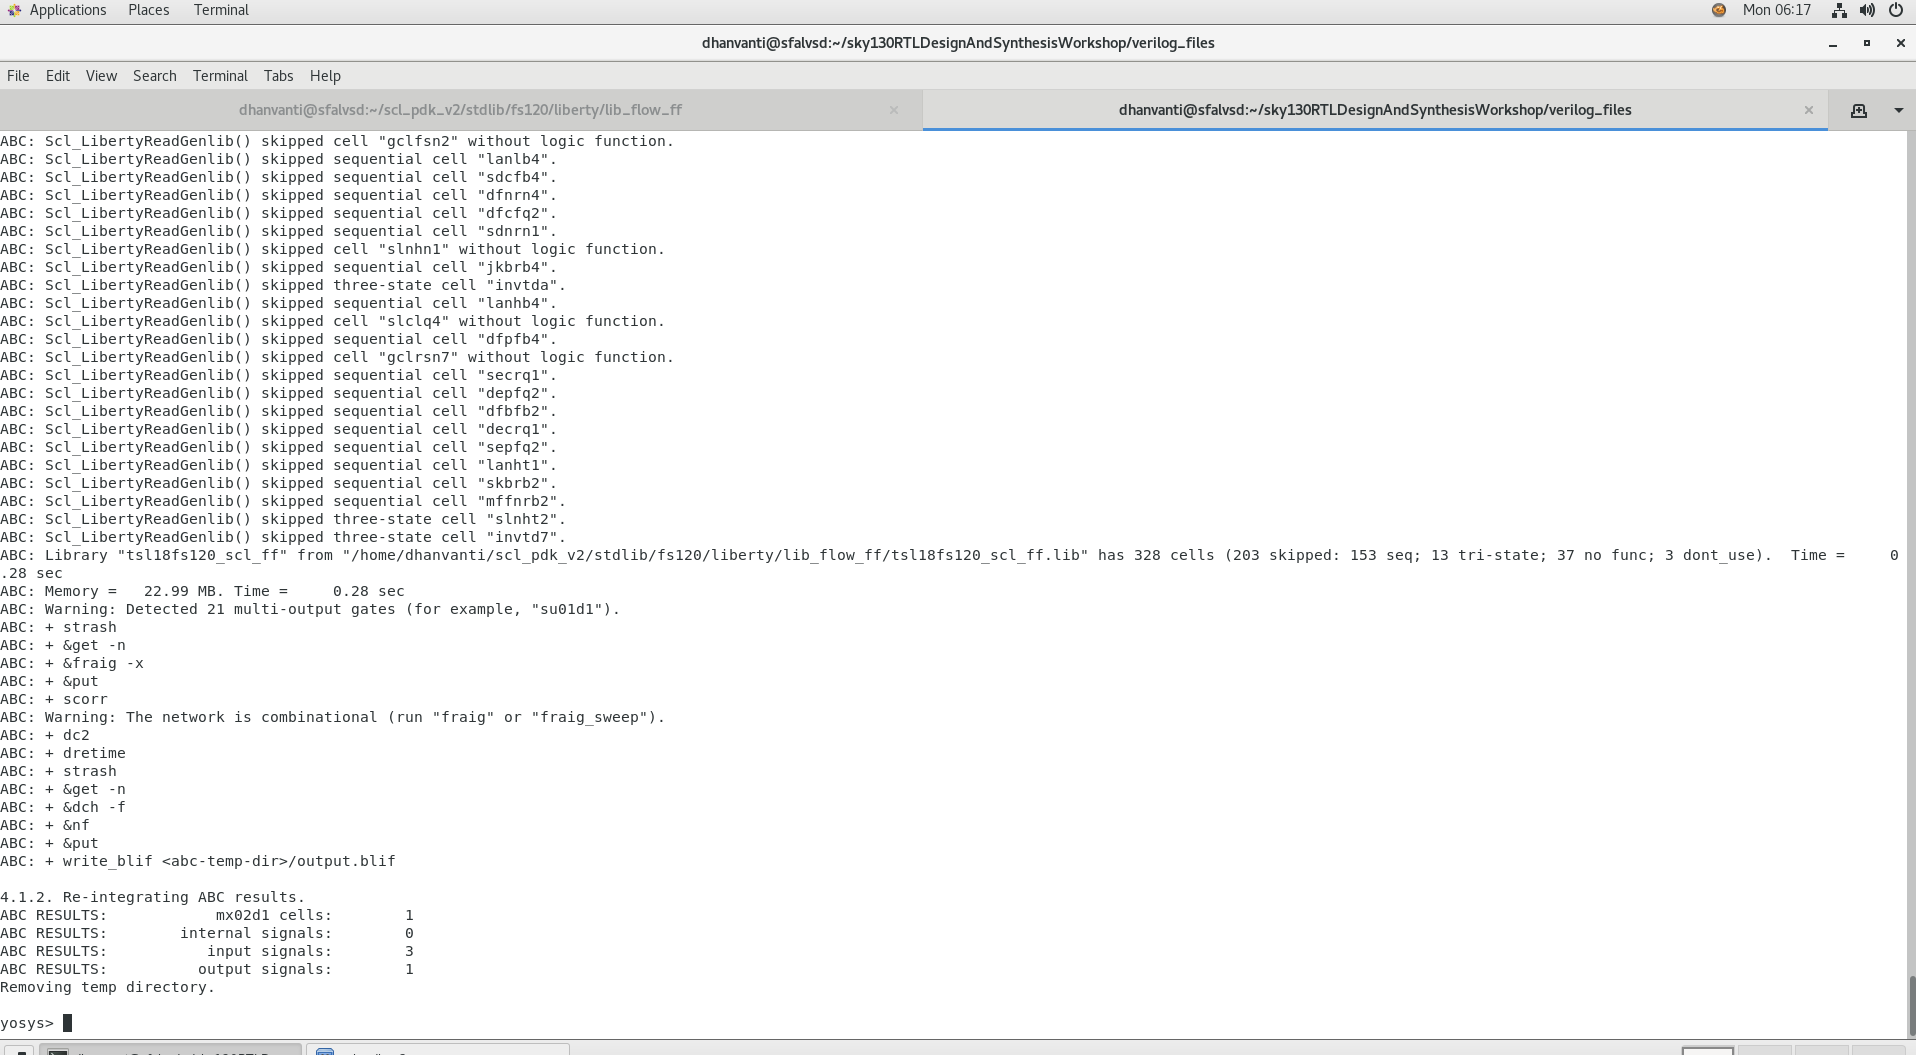 Applications Places Terminal Mon 06:17
dhanvanti@sfalvsd:~/sky130RTLDesignAndSynthesisWorkshop/verilog_files
File Edit View Search Terminal Tabs Help
dhanvanti@sfalvsd:~/scl_pdk_v2/stdlib/fs120/liberty/lib_flow_ff × dhanvanti@sfalvsd:~/sky130RTLDesignAndSynthesisWorkshop/verilog_files ×
ABC: Scl_LibertyReadGenlib() skipped cell "gclfsn2" without logic function.
ABC: Scl_LibertyReadGenlib() skipped sequential cell "lanlb4".
ABC: Scl_LibertyReadGenlib() skipped sequential cell "sdcfb4".
ABC: Scl_LibertyReadGenlib() skipped sequential cell "dfnrn4".
ABC: Scl_LibertyReadGenlib() skipped sequential cell "dfcfq2".
ABC: Scl_LibertyReadGenlib() skipped sequential cell "sdnrn1".
ABC: Scl_LibertyReadGenlib() skipped cell "slnhn1" without logic function.
ABC: Scl_LibertyReadGenlib() skipped sequential cell "jkbrb4".
ABC: Scl_LibertyReadGenlib() skipped three-state cell "invtda".
ABC: Scl_LibertyReadGenlib() skipped sequential cell "lanhb4".
ABC: Scl_LibertyReadGenlib() skipped cell "slclq4" without logic function.
ABC: Scl_LibertyReadGenlib() skipped sequential cell "dfpfb4".
ABC: Scl_LibertyReadGenlib() skipped cell "gclrsn7" without logic function.
ABC: Scl_LibertyReadGenlib() skipped sequential cell "secrq1".
ABC: Scl_LibertyReadGenlib() skipped sequential cell "depfq2".
ABC: Scl_LibertyReadGenlib() skipped sequential cell "dfbfb2".
ABC: Scl_LibertyReadGenlib() skipped sequential cell "decrq1".
ABC: Scl_LibertyReadGenlib() skipped sequential cell "sepfq2".
ABC: Scl_LibertyReadGenlib() skipped sequential cell "lanht1".
ABC: Scl_LibertyReadGenlib() skipped sequential cell "skbrb2".
ABC: Scl_LibertyReadGenlib() skipped sequential cell "mffnrb2".
ABC: Scl_LibertyReadGenlib() skipped three-state cell "slnht2".
ABC: Scl_LibertyReadGenlib() skipped three-state cell "invtd7".
ABC: Library "tsl18fs120_scl_ff" from "/home/dhanvanti/scl_pdk_v2/stdlib/fs120/liberty/lib_flow_ff/tsl18fs120_scl_ff.lib" has 328 cells (203 skipped: 153 seq; 13 tri-state; 37 no func; 3 dont_use).  Time =     0
.28 sec
ABC: Memory =   22.99 MB. Time =     0.28 sec
ABC: Warning: Detected 21 multi-output gates (for example, "su01d1").
ABC: + strash
ABC: + &get -n
ABC: + &fraig -x
ABC: + &put
ABC: + scorr
ABC: Warning: The network is combinational (run "fraig" or "fraig_sweep").
ABC: + dc2
ABC: + dretime
ABC: + strash
ABC: + &get -n
ABC: + &dch -f
ABC: + &nf
ABC: + &put
ABC: + write_blif <abc-temp-dir>/output.blif
4.1.2. Re-integrating ABC results.
ABC RESULTS:            mx02d1 cells:        1
ABC RESULTS:        internal signals:        0
ABC RESULTS:           input signals:        3
ABC RESULTS:          output signals:        1
Removing temp directory.
yosys>